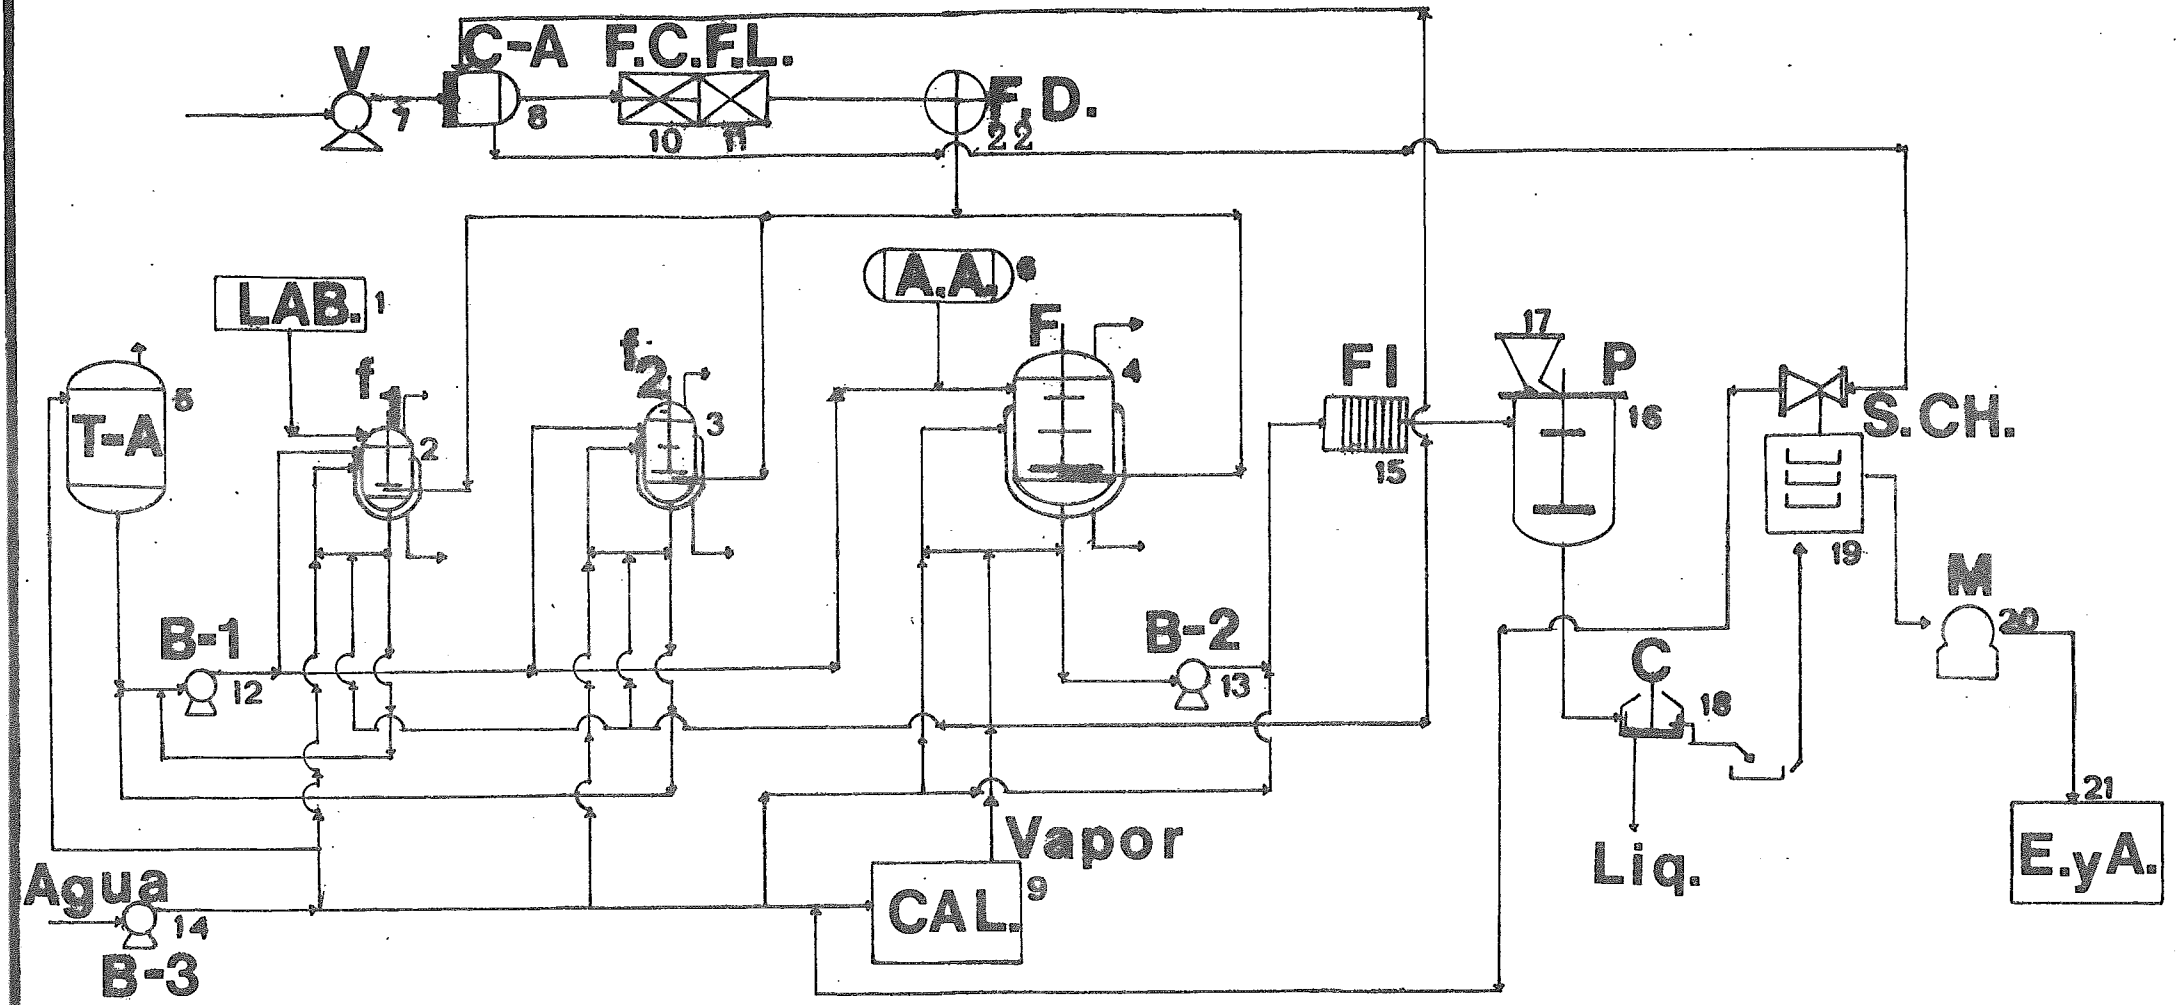 V
7
C-A
8
F.C.F.L.
10
11
F.D.
22
LAB. 1
A.A. 6
T-A
5
f1
2
f2
3
F
4
FI
15
17
P
16
S.CH.
19
B-1
12
B-2
13
C
18
M
20
Liq.
21
E.yA.
Agua
14
B-3
Vapor
CAL.
9